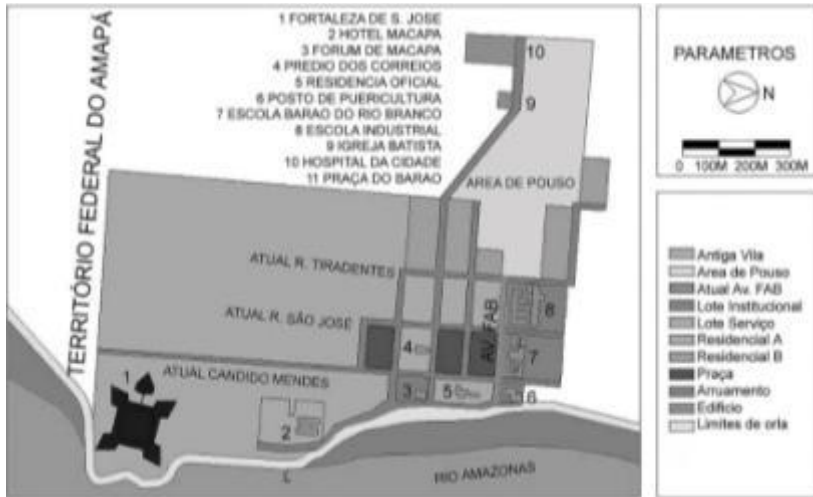 1 FORTALEZA DE S. JOSE
2 HOTEL MACAPA
3 FORUM DE MACAPA
4 PREDIO DOS CORREIOS
5 RESIDENCIA OFICIAL
6 POSTO DE PUERICULTURA
7 ESCOLA BARAO DO RIO BRANCO
8 ESCOLA INDUSTRIAL
9 IGREJA BATISTA
10 HOSPITAL DA CIDADE
11 PRAÇA DO BARAO
TERRITÓRIO FEDERAL DO AMAPÁ
10
9
AREA DE POUSO
ATUAL R. TIRADENTES
ATUAL R. SÃO JOSÉ
AV. FAB
8
4
7
ATUAL CANDIDO MENDES
1
3
5
6
2
RIO AMAZONAS
PARAMETROS
N
0 100M 200M 300M
Antiga Vila
Area de Pouso
Atual Av. FAB
Lote Institucional
Lote Serviço
Residencial A
Residencial B
Praça
Arruamento
Edificio
Limites de orla